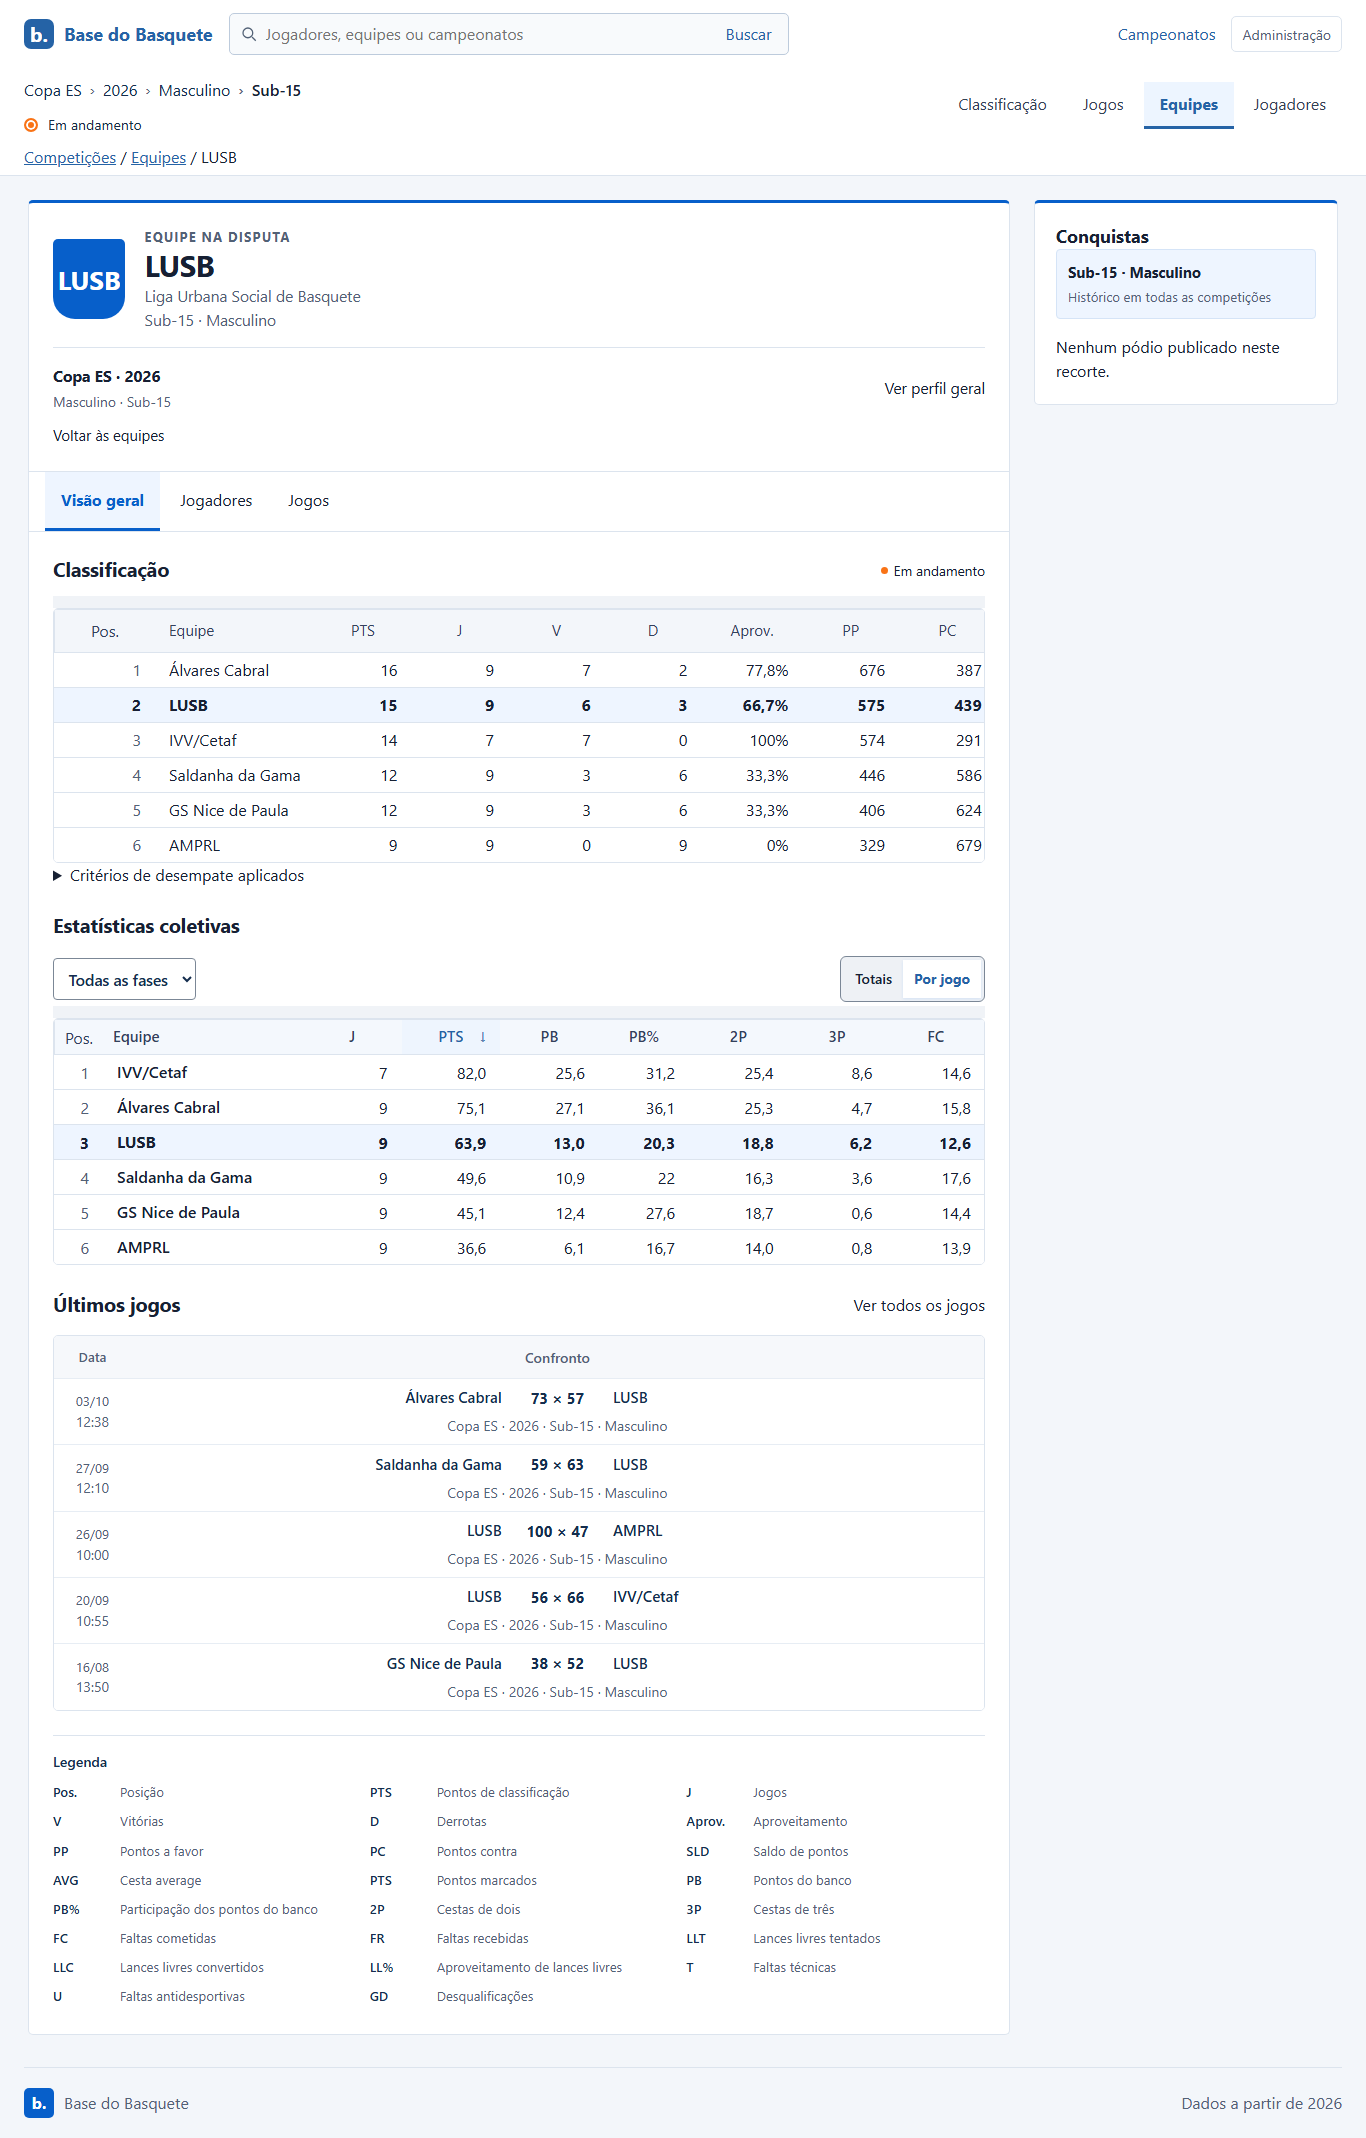 b. Base do Basquete Jogadores, equipes ou campeonatos Buscar Campeonatos Administração
Copa ES › 2026 › Masculino › Sub-15
Classificação Jogos Equipes Jogadores
Em andamento
Competições / Equipes / LUSB
LUSB
EQUIPE NA DISPUTA
LUSB
Liga Urbana Social de Basquete
Sub-15 · Masculino
Copa ES · 2026
Masculino · Sub-15
Ver perfil geral
Voltar às equipes
Conquistas
Sub-15 · Masculino
Histórico em todas as competições
Nenhum pódio publicado neste
recorte.
Visão geral Jogadores Jogos
Classificação Em andamento
Pos. Equipe PTS J V D Aprov. PP PC
1 Álvares Cabral 16 9 7 2 77,8% 676 387
2 LUSB 15 9 6 3 66,7% 575 439
3 IVV/Cetaf 14 7 7 0 100% 574 291
4 Saldanha da Gama 12 9 3 6 33,3% 446 586
5 GS Nice de Paula 12 9 3 6 33,3% 406 624
6 AMPRL 9 9 0 9 0% 329 679
▶ Critérios de desempate aplicados
Estatísticas coletivas
Todas as fases Totais Por jogo
Pos. Equipe J PTS ↓ PB PB% 2P 3P FC
1 IVV/Cetaf 7 82,0 25,6 31,2 25,4 8,6 14,6
2 Álvares Cabral 9 75,1 27,1 36,1 25,3 4,7 15,8
3 LUSB 9 63,9 13,0 20,3 18,8 6,2 12,6
4 Saldanha da Gama 9 49,6 10,9 22 16,3 3,6 17,6
5 GS Nice de Paula 9 45,1 12,4 27,6 18,7 0,6 14,4
6 AMPRL 9 36,6 6,1 16,7 14,0 0,8 13,9
Últimos jogos Ver todos os jogos
Data Confronto
03/10 12:38 Álvares Cabral 73 × 57 LUSB
Copa ES · 2026 · Sub-15 · Masculino
27/09 12:10 Saldanha da Gama 59 × 63 LUSB
Copa ES · 2026 · Sub-15 · Masculino
26/09 10:00 LUSB 100 × 47 AMPRL
Copa ES · 2026 · Sub-15 · Masculino
20/09 10:55 LUSB 56 × 66 IVV/Cetaf
Copa ES · 2026 · Sub-15 · Masculino
16/08 13:50 GS Nice de Paula 38 × 52 LUSB
Copa ES · 2026 · Sub-15 · Masculino
Legenda
Pos. Posição PTS Pontos de classificação J Jogos
V Vitórias D Derrotas Aprov. Aproveitamento
PP Pontos a favor PC Pontos contra SLD Saldo de pontos
AVG Cesta average PTS Pontos marcados PB Pontos do banco
PB% Participação dos pontos do banco 2P Cestas de dois 3P Cestas de três
FC Faltas cometidas FR Faltas recebidas LLT Lances livres tentados
LLC Lances livres convertidos LL% Aproveitamento de lances livres T Faltas técnicas
U Faltas antidesportivas GD Desqualificações
b. Base do Basquete Dados a partir de 2026